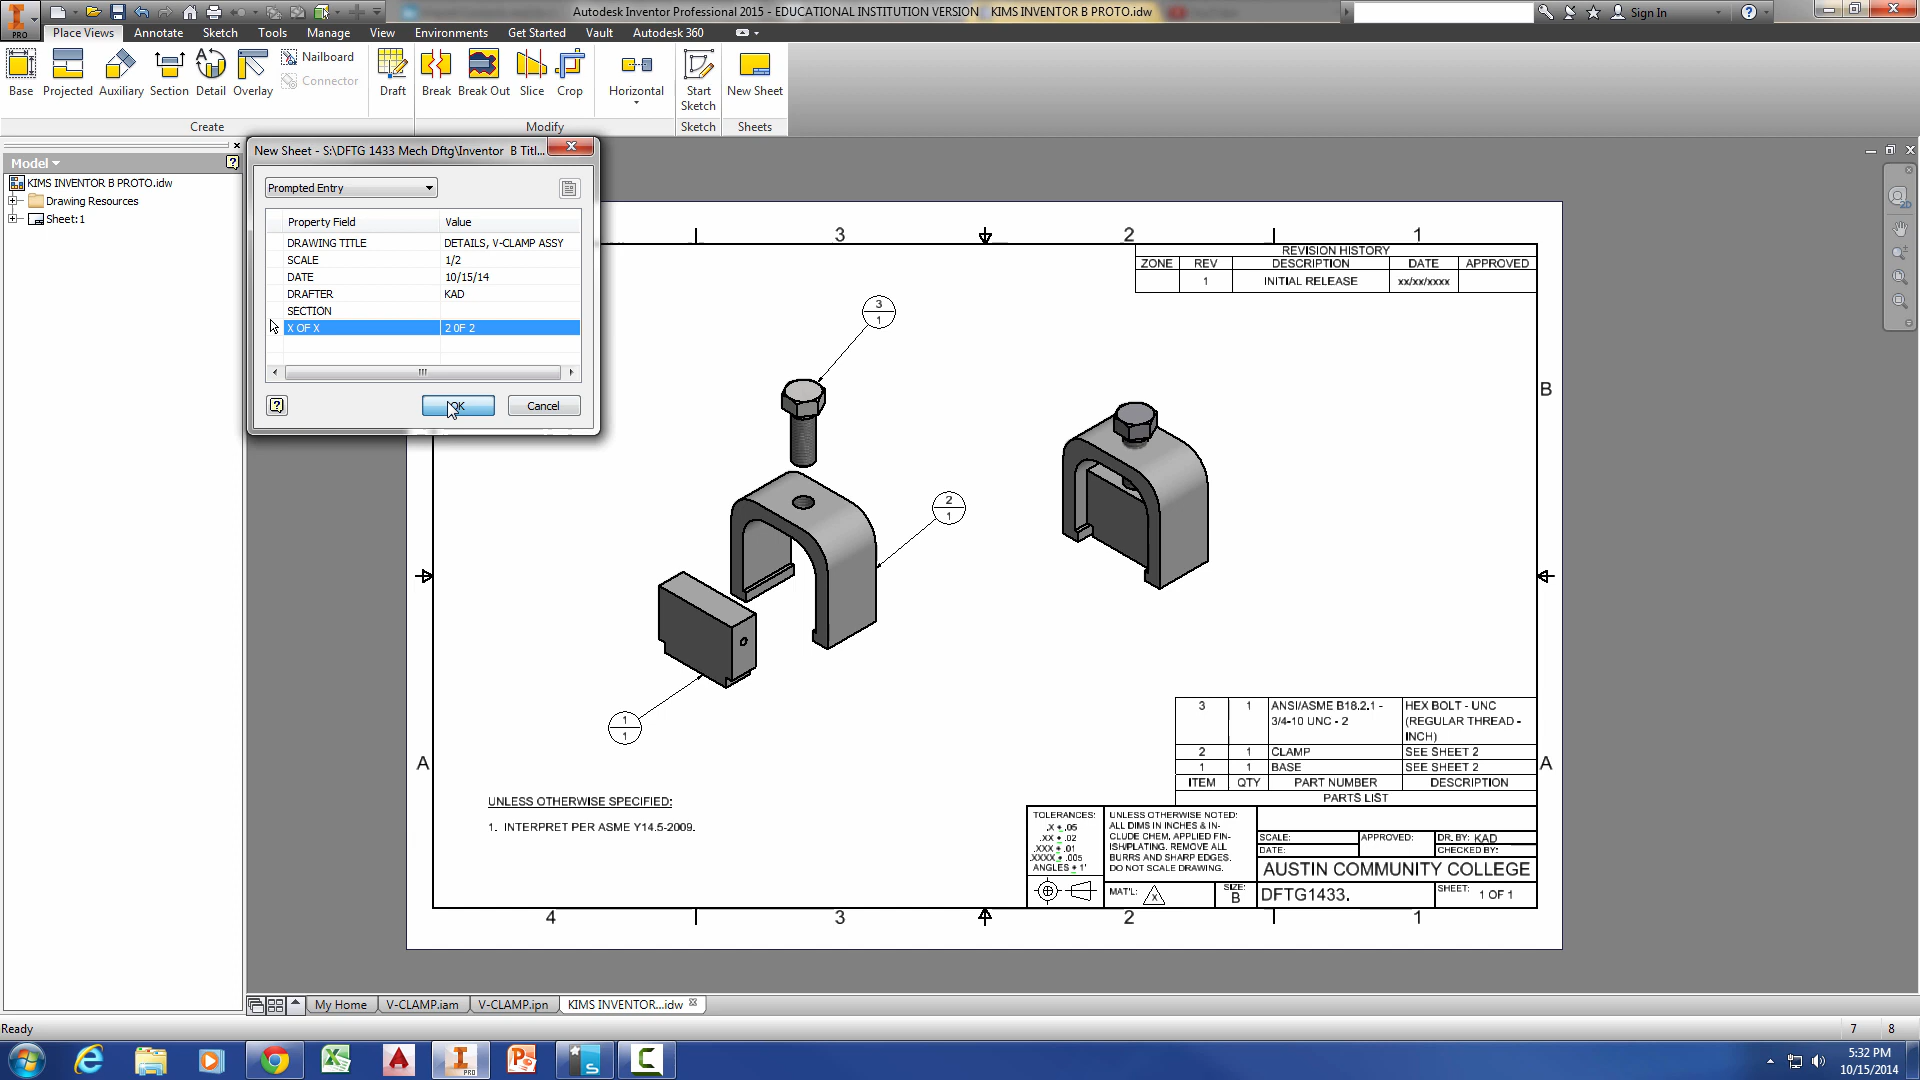 Autodesk Inventor Professional 2015 - EDUCATIONAL INSTITUTION VERSION KIMS INVENTOR B PROTO.idw
Sign In
PRO
Place Views Annotate Sketch Tools Manage View Environments Get Started Vault Autodesk 360
Base Projected Auxiliary Section Detail Overlay
Nailboard
Connector
Draft Break Break Out Slice Crop Horizontal Start Sketch New Sheet
Create Modify Sketch Sheets
Model
KIMS INVENTOR B PROTO.idw
Drawing Resources
Sheet:1
New Sheet - S:\DFTG 1433 Mech Dftg\Inventor B Titl...
Prompted Entry
Property Field Value
DRAWING TITLE DETAILS, V-CLAMP ASSY
SCALE 1/2
DATE 10/15/14
DRAFTER KAD
SECTION
X OF X 2 OF 2
OK Cancel
2D
3 2 1
REVISION HISTORY
ZONE REV DESCRIPTION DATE APPROVED
1 INITIAL RELEASE xx/xx/xxxx
3
1
2
1
1
1
B
A
A
3 1 ANSI/ASME B18.2.1 - HEX BOLT - UNC
3/4-10 UNC - 2 (REGULAR THREAD -
INCH)
2 1 CLAMP SEE SHEET 2
1 1 BASE SEE SHEET 2
ITEM QTY PART NUMBER DESCRIPTION
PARTS LIST
UNLESS OTHERWISE SPECIFIED:
1. INTERPRET PER ASME Y14.5-2009.
TOLERANCES:
.X ± .05
.XX ± .02
.XXX ± .01
.XXXX ± .005
ANGLES ± 1'
UNLESS OTHERWISE NOTED:
ALL DIMS IN INCHES & IN-
CLUDE CHEM. APPLIED FIN-
ISH/PLATING. REMOVE ALL
BURRS AND SHARP EDGES.
DO NOT SCALE DRAWING.
MAT'L: X
SIZE:
B
SCALE: APPROVED: DR. BY: KAD
DATE: CHECKED BY:
AUSTIN COMMUNITY COLLEGE
DFTG1433.
SHEET: 1 OF 1
4 3 2 1
My Home V-CLAMP.iam V-CLAMP.ipn KIMS INVENTOR...idw
Ready
7 8
PRO
5:32 PM
10/15/2014